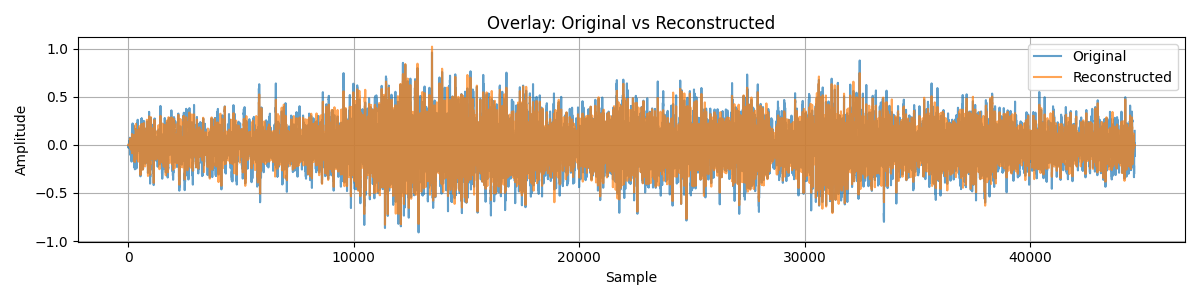 Overlay: Original vs Reconstructed
Amplitude
1.0
0.5
0.0
−0.5
−1.0
Original
Reconstructed
0
10000
20000
30000
40000
Sample